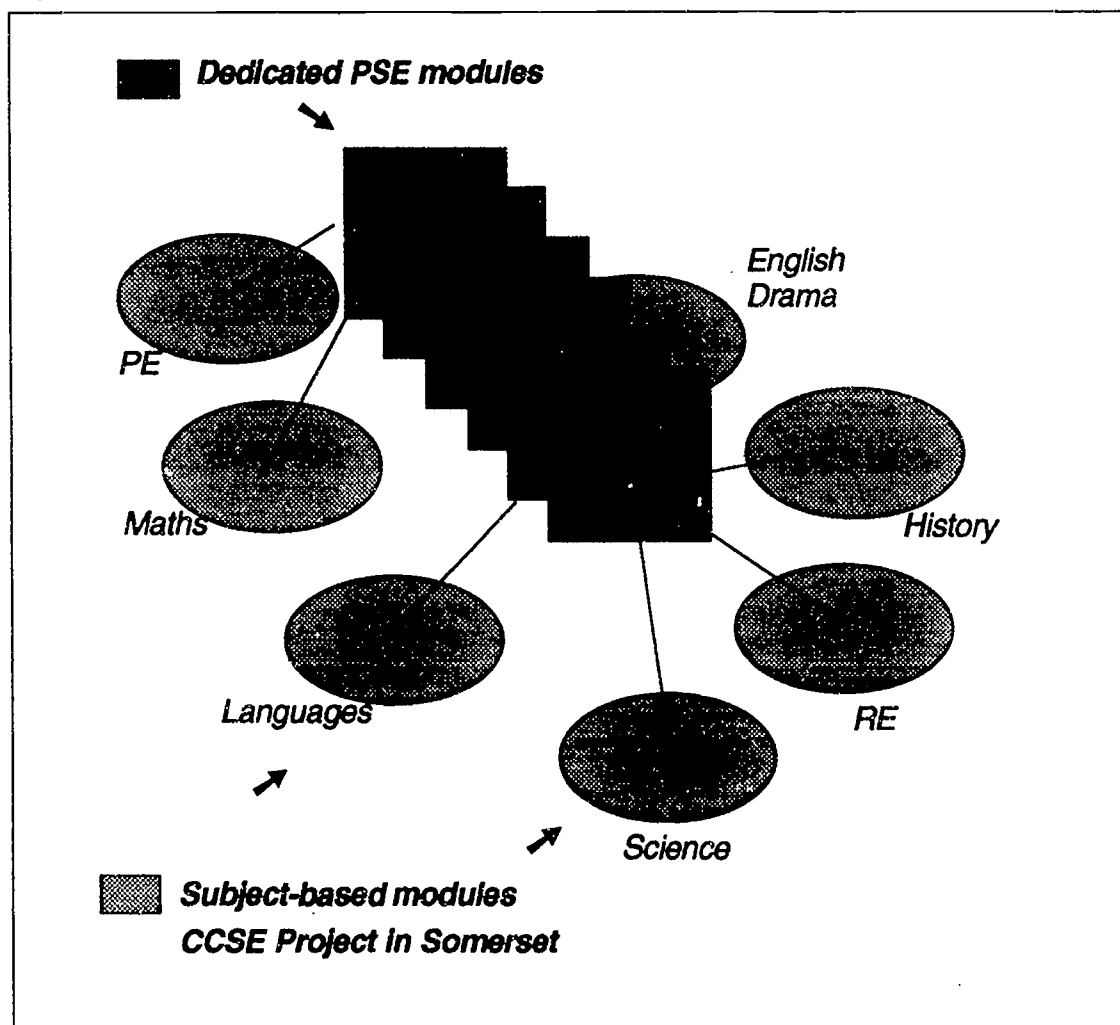 Dedicated PSE modules
English
Drama
PE
Maths
History
Languages
RE
Science
Subject-based modules
CCSE Project in Somerset